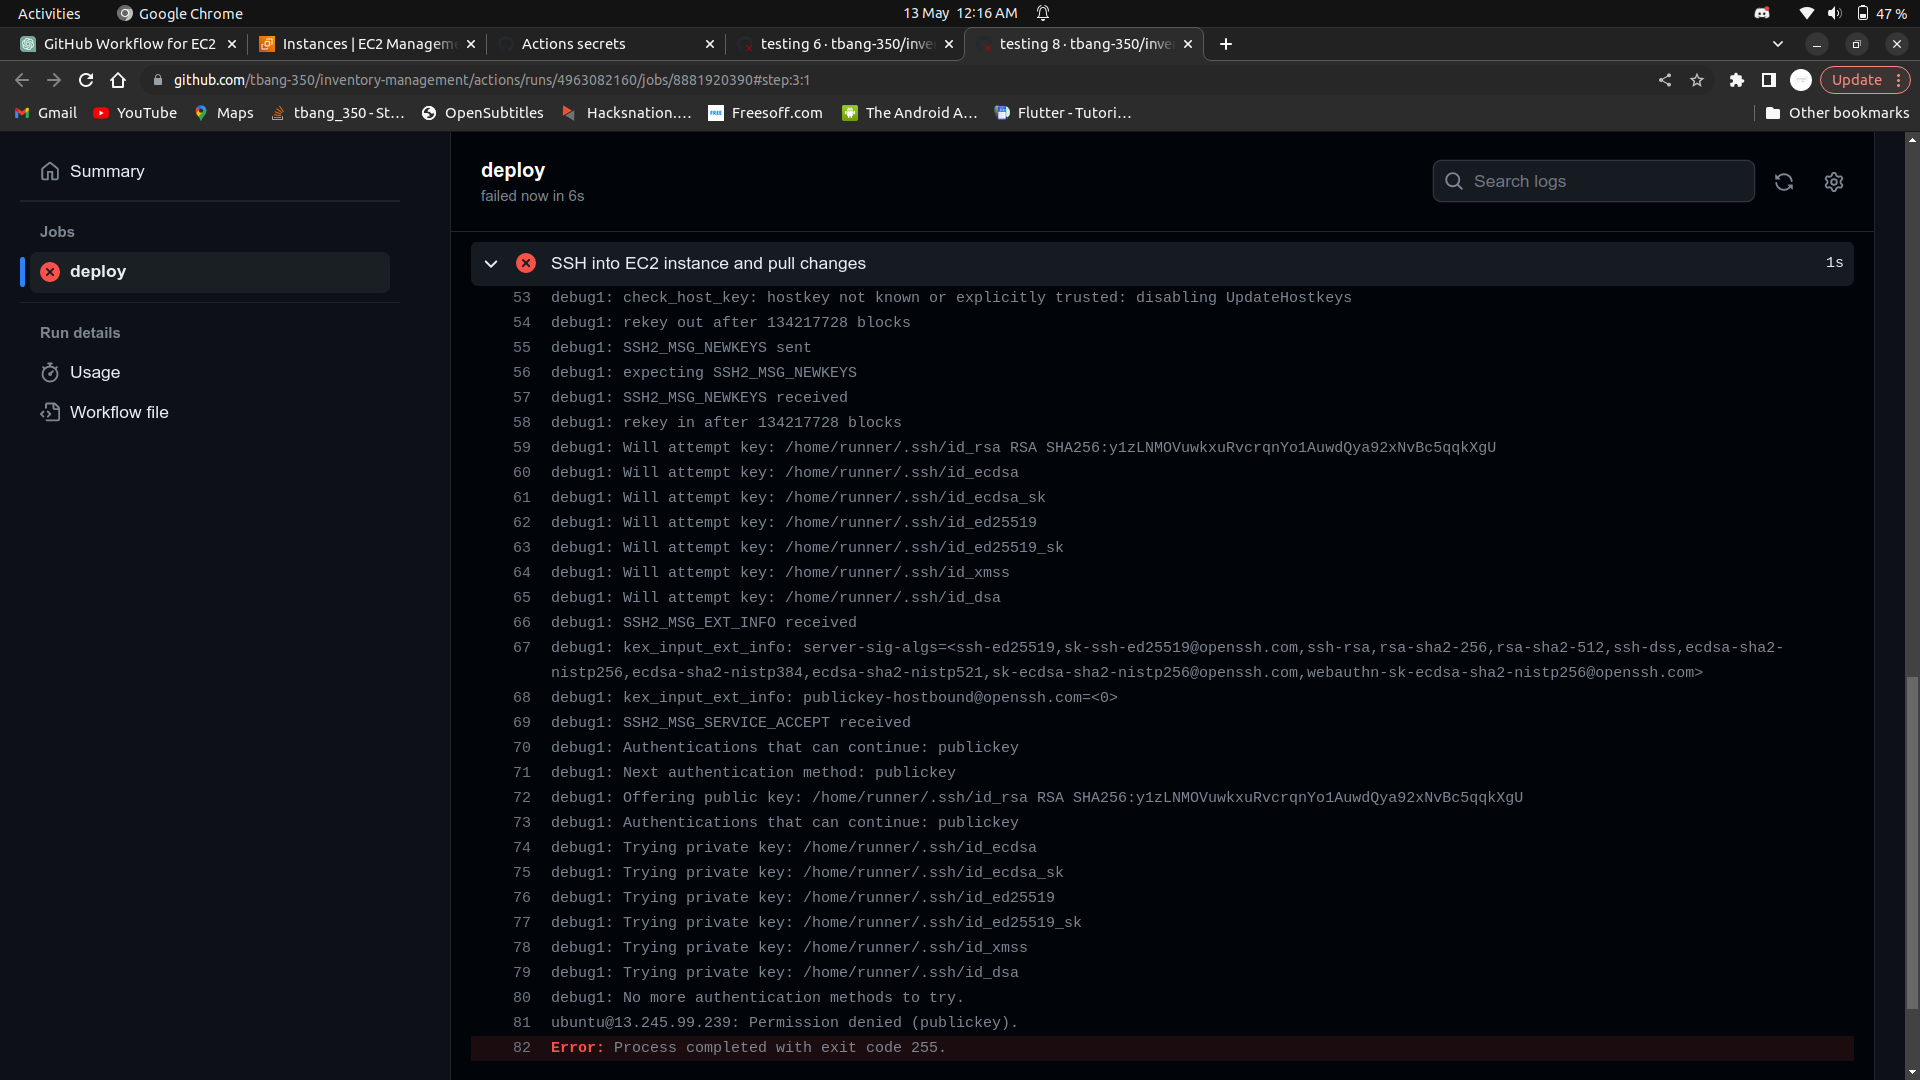 Activities
Google Chrome
13 May 12:16 AM
47 %
GitHub Workflow for EC2
Instances | EC2 Managem
Actions secrets
testing 6 · tbang-350/inve
testing 8 · tbang-350/inve
github.com/tbang-350/inventory-management/actions/runs/4963082160/jobs/8881920390#step:3:1
Update
Gmail
YouTube
Maps
tbang_350 - St...
OpenSubtitles
Hacksnation....
Freesoff.com
The Android A...
Flutter - Tutori...
Other bookmarks
Summary
Jobs
deploy
Run details
Usage
Workflow file
deploy
failed now in 6s
Search logs
SSH into EC2 instance and pull changes
1s
53 debug1: check_host_key: hostkey not known or explicitly trusted: disabling UpdateHostkeys
54 debug1: rekey out after 134217728 blocks
55 debug1: SSH2_MSG_NEWKEYS sent
56 debug1: expecting SSH2_MSG_NEWKEYS
57 debug1: SSH2_MSG_NEWKEYS received
58 debug1: rekey in after 134217728 blocks
59 debug1: Will attempt key: /home/runner/.ssh/id_rsa RSA SHA256:y1zLNMOVuwkxuRvcrqnYo1AuwdQya92xNvBc5qqkXgU
60 debug1: Will attempt key: /home/runner/.ssh/id_ecdsa
61 debug1: Will attempt key: /home/runner/.ssh/id_ecdsa_sk
62 debug1: Will attempt key: /home/runner/.ssh/id_ed25519
63 debug1: Will attempt key: /home/runner/.ssh/id_ed25519_sk
64 debug1: Will attempt key: /home/runner/.ssh/id_xmss
65 debug1: Will attempt key: /home/runner/.ssh/id_dsa
66 debug1: SSH2_MSG_EXT_INFO received
67 debug1: kex_input_ext_info: server-sig-algs=<ssh-ed25519,sk-ssh-ed25519@openssh.com,ssh-rsa,rsa-sha2-256,rsa-sha2-512,ssh-dss,ecdsa-sha2-
nistp256,ecdsa-sha2-nistp384,ecdsa-sha2-nistp521,sk-ecdsa-sha2-nistp256@openssh.com,webauthn-sk-ecdsa-sha2-nistp256@openssh.com>
68 debug1: kex_input_ext_info: publickey-hostbound@openssh.com=<0>
69 debug1: SSH2_MSG_SERVICE_ACCEPT received
70 debug1: Authentications that can continue: publickey
71 debug1: Next authentication method: publickey
72 debug1: Offering public key: /home/runner/.ssh/id_rsa RSA SHA256:y1zLNMOVuwkxuRvcrqnYo1AuwdQya92xNvBc5qqkXgU
73 debug1: Authentications that can continue: publickey
74 debug1: Trying private key: /home/runner/.ssh/id_ecdsa
75 debug1: Trying private key: /home/runner/.ssh/id_ecdsa_sk
76 debug1: Trying private key: /home/runner/.ssh/id_ed25519
77 debug1: Trying private key: /home/runner/.ssh/id_ed25519_sk
78 debug1: Trying private key: /home/runner/.ssh/id_xmss
79 debug1: Trying private key: /home/runner/.ssh/id_dsa
80 debug1: No more authentication methods to try.
81 ubuntu@13.245.99.239: Permission denied (publickey).
82 Error: Process completed with exit code 255.